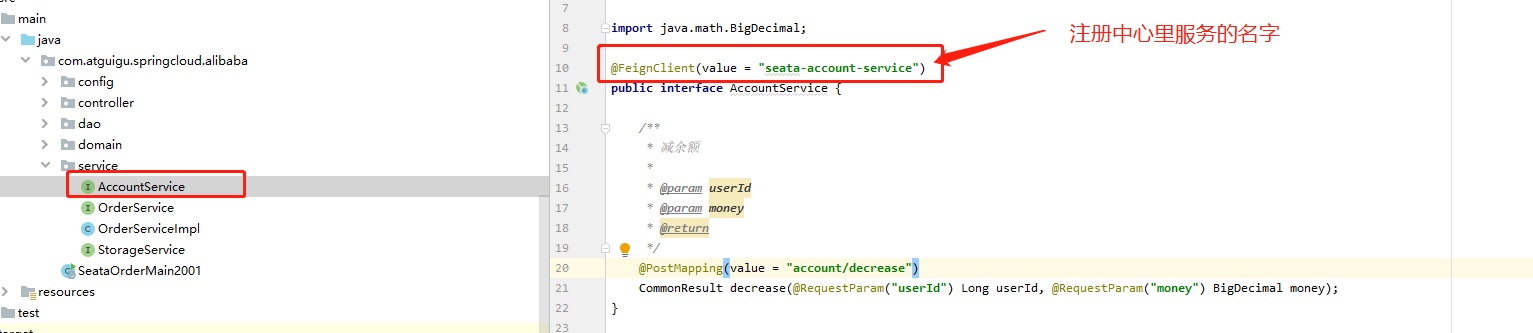 main
java
com.atguigu.springcloud.alibaba
config
controller
dao
domain
service
AccountService
OrderService
OrderServiceImpl
StorageService
SeataOrderMain2001
resources
test
7
8 import java.math.BigDecimal;
9
10 @FeignClient(value = "seata-account-service")
11 public interface AccountService {
12
13 /**
14 * 减余额
15 *
16 * @param userId
17 * @param money
18 * @return
19 */
20 @PostMapping(value = "account/decrease")
21 CommonResult decrease(@RequestParam("userId") Long userId, @RequestParam("money") BigDecimal money);
22 }
23
注册中心里服务的名字